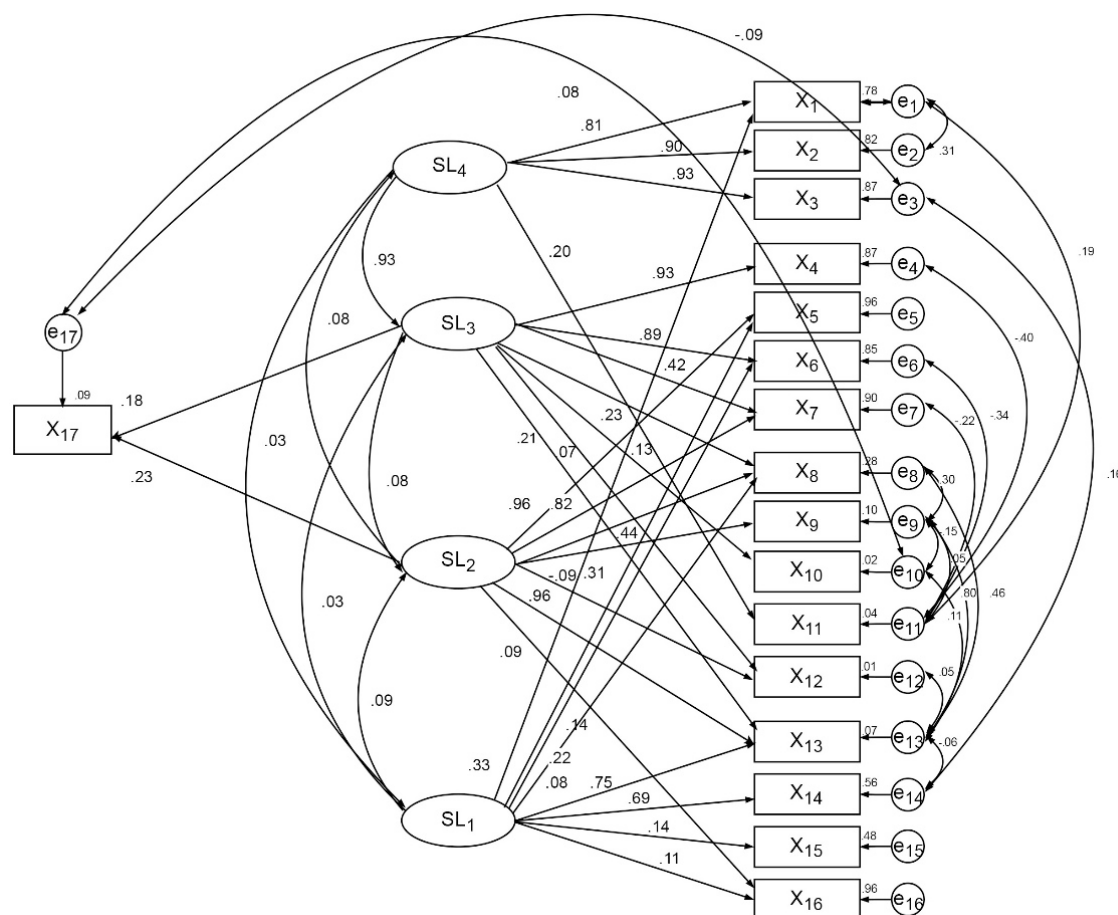 -.09
.08
X1
.78
e1
.81
SL4
.90
X2
.82
e2
.31
.93
X3
.87
e3
.20
.19
.93
.93
X4
.87
e4
.08
SL3
X5
.96
e5
e17
.89
-.40
X6
.85
e6
.42
.09
.18
X7
.90
e7
.23
-.22
-.34
X17
.21
.07
.13
.03
X8
.28
e8
.30
.16
.23
.08
.96
.82
X9
.10
e9
.44
-.15
SL2
X10
.02
e10
.05
-.09
.31
.80
.46
.03
.96
X11
.04
e11
.11
.09
X12
.01
e12
.05
.09
.14
X13
.07
e13
-.06
.22
.33
.08
.75
X14
.56
e14
.69
SL1
.14
X15
.48
e15
.11
X16
.96
e16